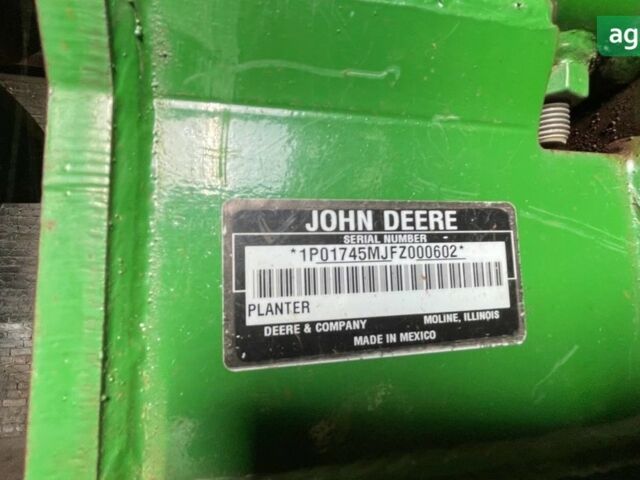 ag
JOHN DEERE
SERIAL NUMBER
*1P01745MJFZ000602*
PLANTER
DEERE & COMPANY MOLINE, ILLINOIS
MADE IN MEXICO